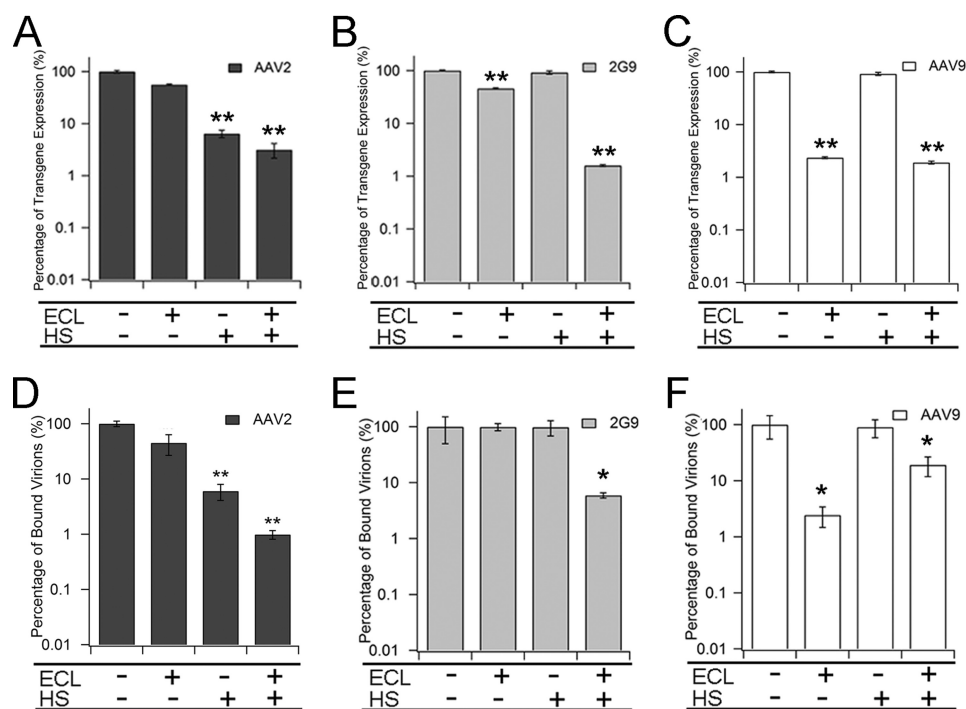 A
Percentage of Transgene Expression (%)
AAV2
100
10
1
0.1
0.01
** **
ECL - + - +
HS - - + +
B
Percentage of Transgene Expression (%)
2G9
100
10
1
0.1
0.01
** **
ECL - + - +
HS - - + +
C
Percentage of Transgene Expression (%)
AAV9
100
10
1
0.1
0.01
** **
ECL - + - +
HS - - + +
D
Percentage of Bound Virions (%)
AAV2
100
10
1
0.1
0.01
** **
ECL - + - +
HS - - + +
E
Percentage of Bound Virions (%)
2G9
100
10
1
0.1
0.01
*
ECL - + - +
HS - - + +
F
Percentage of Bound Virions (%)
AAV9
100
10
1
0.1
0.01
* *
ECL - + - +
HS - - + +